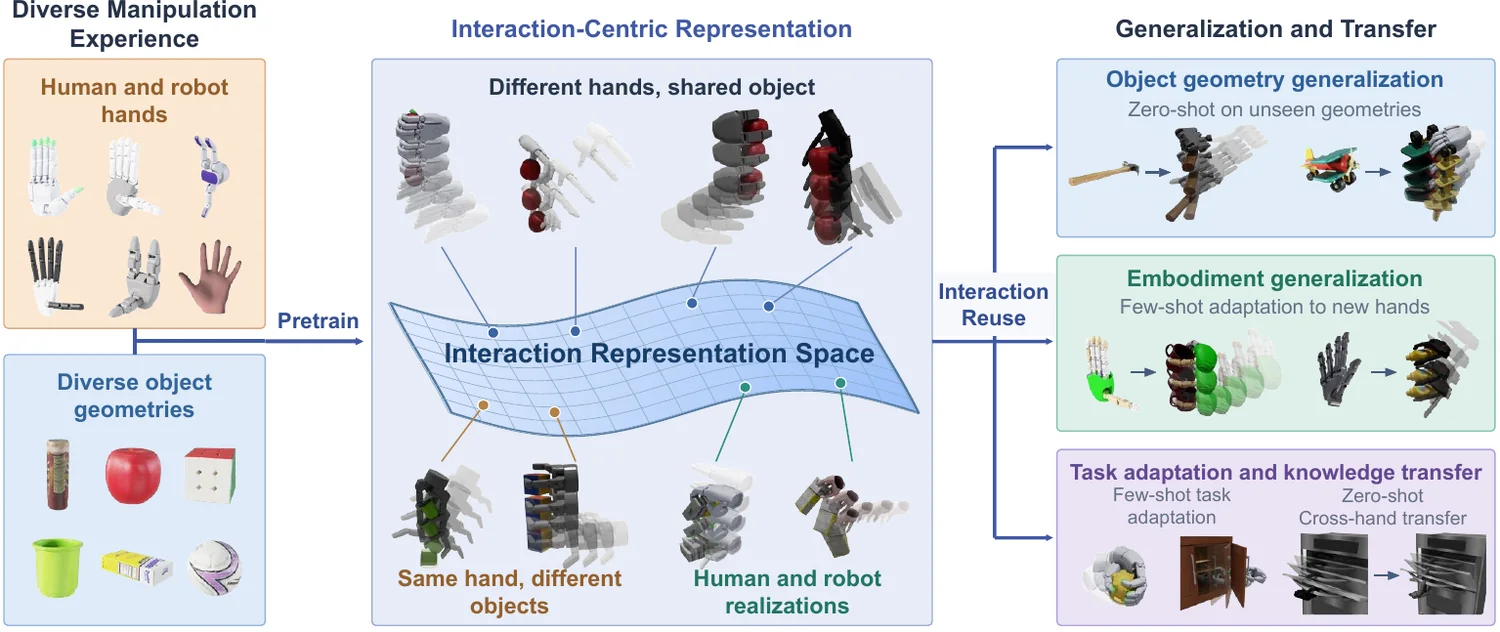 Diverse Manipulation
Experience
Human and robot
hands
Diverse object
geometries
Pretrain
Interaction-Centric Representation
Different hands, shared object
Interaction Representation Space
Same hand, different
objects
Human and robot
realizations
Interaction
Reuse
Generalization and Transfer
Object geometry generalization
Zero-shot on unseen geometries
Embodiment generalization
Few-shot adaptation to new hands
Task adaptation and knowledge transfer
Few-shot task
adaptation
Zero-shot
Cross-hand transfer